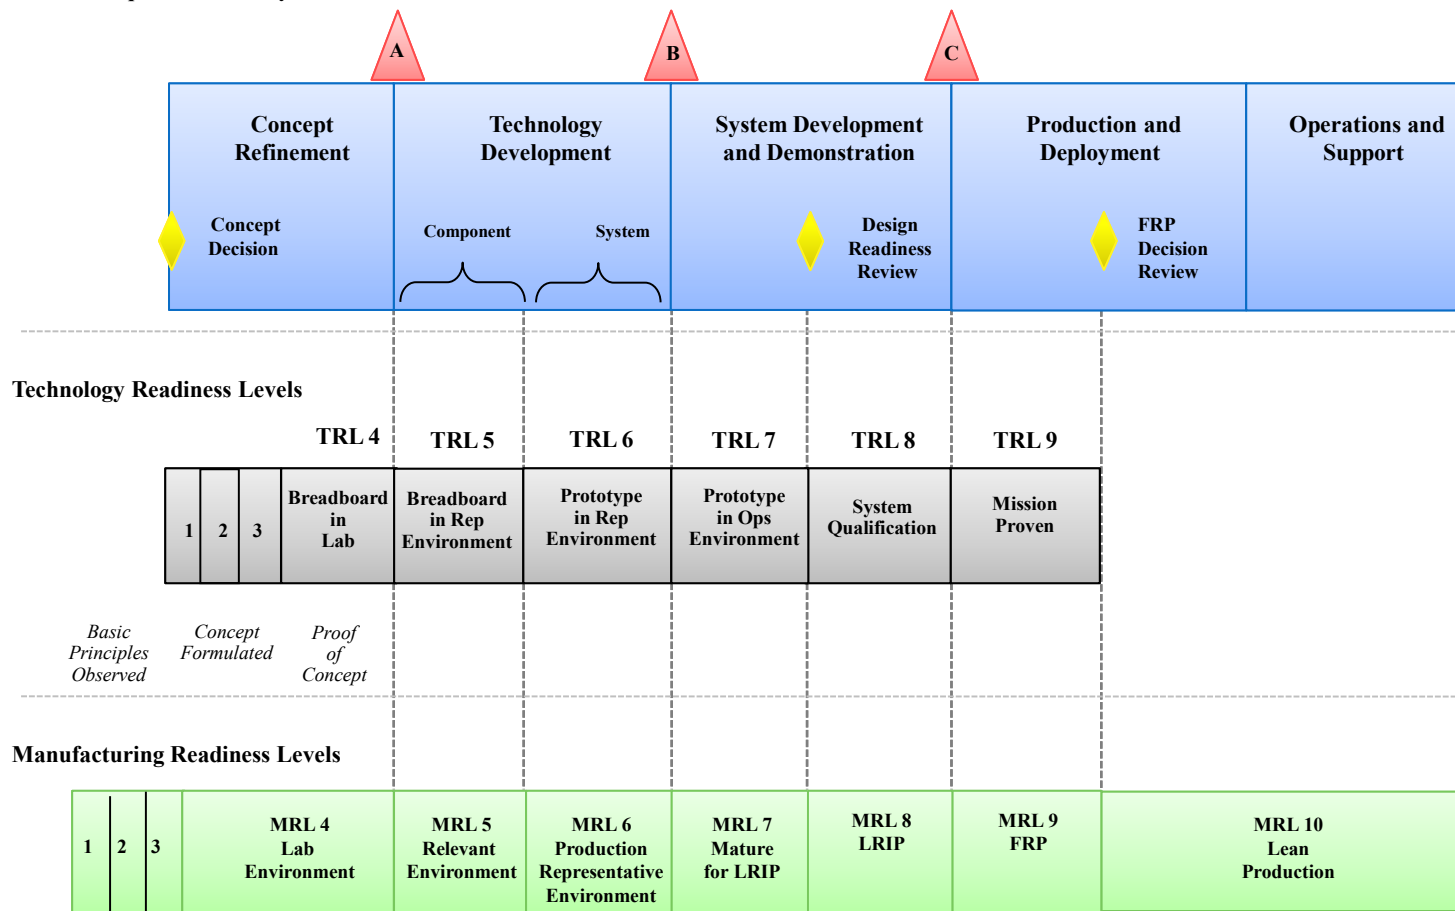 A
B
C
Concept
Refinement
Technology
Development
System Development
and Demonstration
Production and
Deployment
Operations and
Support
Concept
Decision
Component
System
Design
Readiness
Review
FRP
Decision
Review
Technology Readiness Levels
TRL 4
TRL 5
TRL 6
TRL 7
TRL 8
TRL 9
1
2
3
Breadboard
in
Lab
Breadboard
in Rep
Environment
Prototype
in Rep
Environment
Prototype
in Ops
Environment
System
Qualification
Mission
Proven
Basic
Principles
Observed
Concept
Formulated
Proof
of
Concept
Manufacturing Readiness Levels
1
2
3
MRL 4
Lab
Environment
MRL 5
Relevant
Environment
MRL 6
Production
Representative
Environment
MRL 7
Mature
for LRIP
MRL 8
LRIP
MRL 9
FRP
MRL 10
Lean
Production